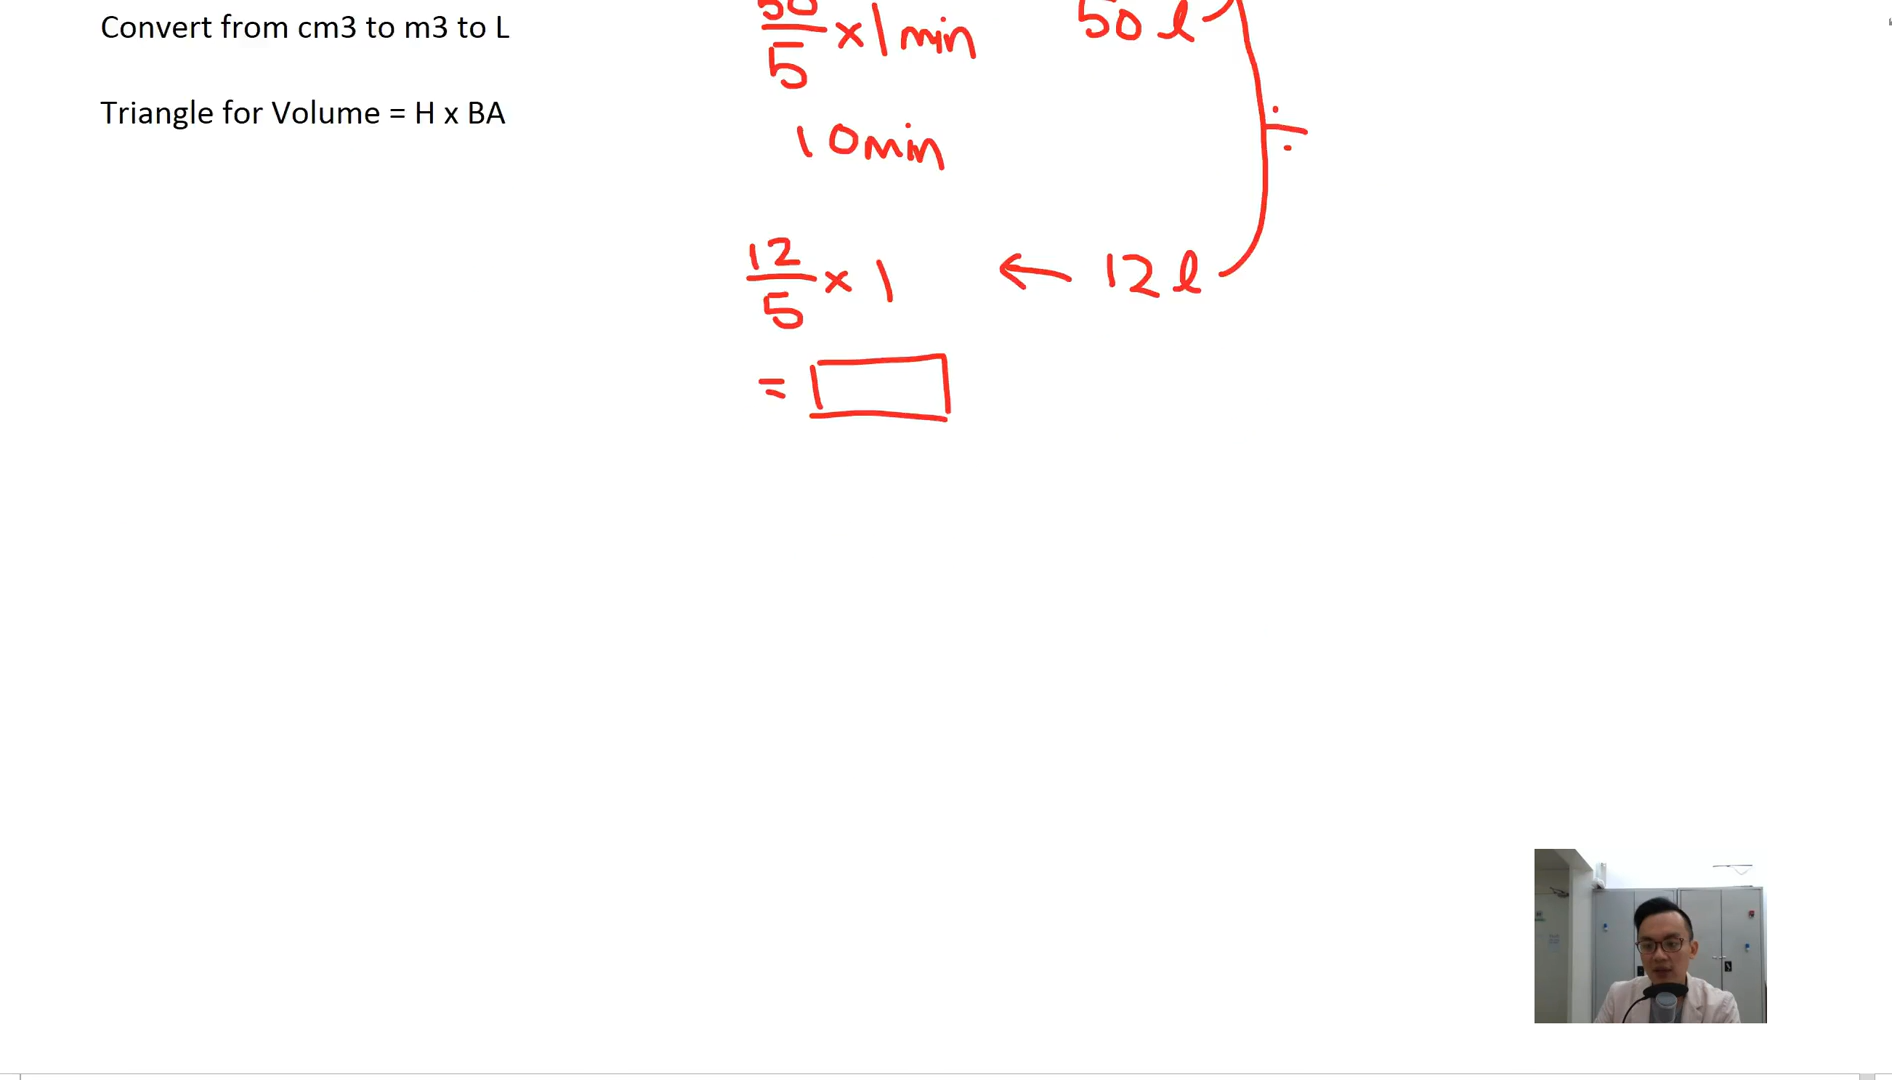 Convert from cm3 to m3 to L
Triangle for Volume = H x BA
50/5 × 1 min
50 l
10 min
÷
12/5 × 1 ← 12 l
=